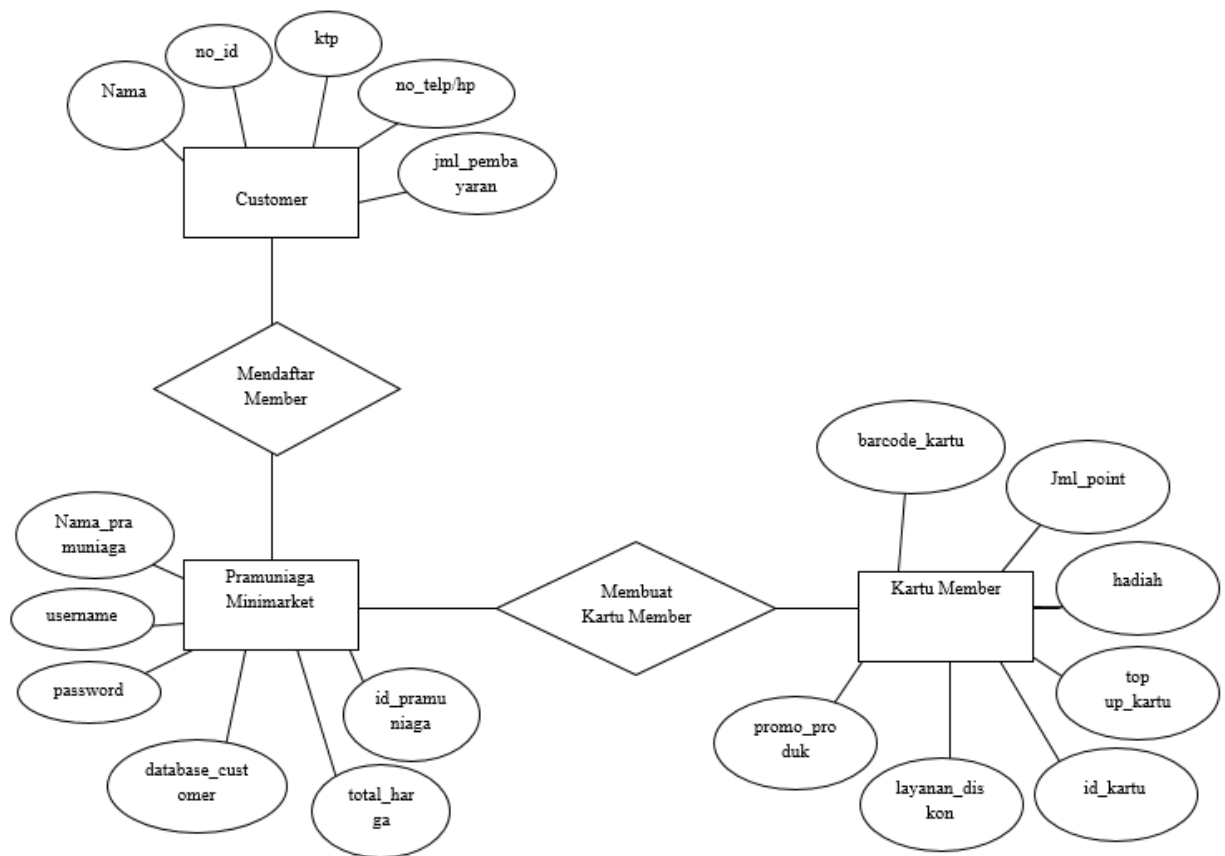 ktp
no_id
Nama
no_telp/hp
jml_pemba
yaran
Customer
Mendaftar
Member
barcode_kartu
Jml_point
Nama_pra
muniaga
Pramuniaga
Minimarket
Membuat
Kartu Member
Kartu Member
hadiah
username
password
id_pramu
niaga
top
up_kartu
promo_pro
duk
database_cust
omer
total_har
ga
layanan_dis
kon
id_kartu